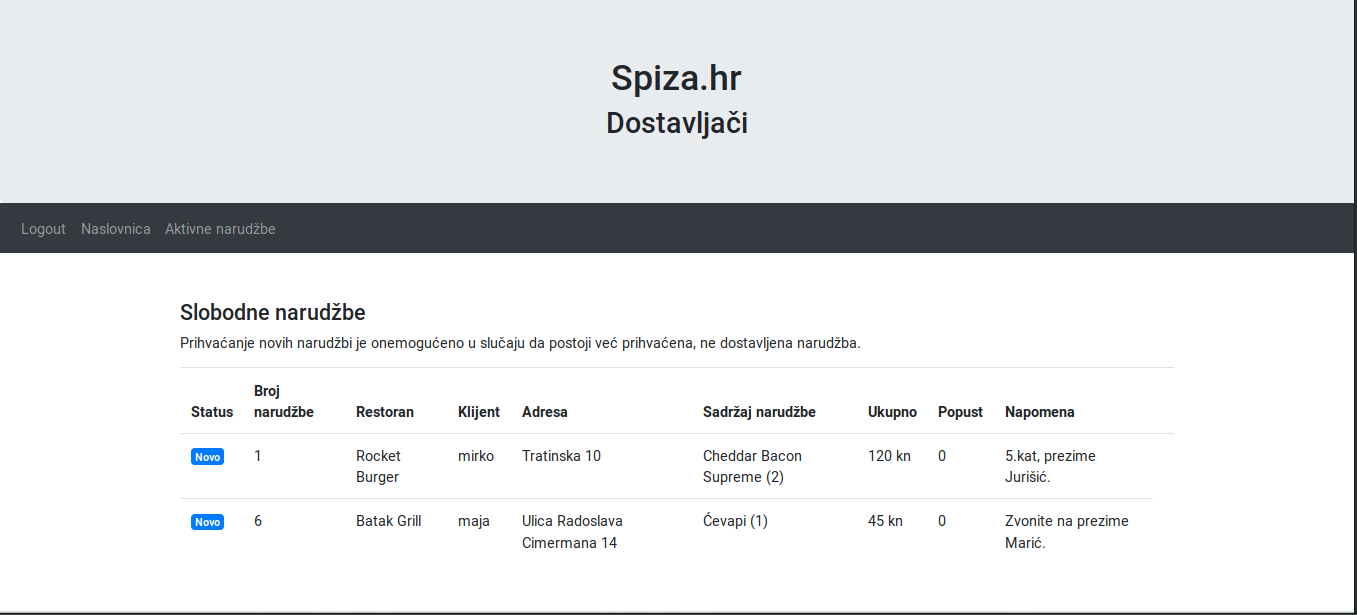 Spiza.hr
Dostavljači
Logout Naslovnica Aktivne narudžbe
Slobodne narudžbe
Prihvaćanje novih narudžbi je onemogućeno u slučaju da postoji već prihvaćena, ne dostavljena narudžba.
Broj
Status narudžbe Restoran Klijent Adresa Sadržaj narudžbe Ukupno Popust Napomena
Novo 1 Rocket mirko Tratinska 10 Cheddar Bacon 120 kn 0 5.kat, prezime
Burger Supreme (2) Jurišić.
Novo 6 Batak Grill maja Ulica Radoslava Ćevapi (1) 45 kn 0 Zvonite na prezime
Cimermana 14 Marić.